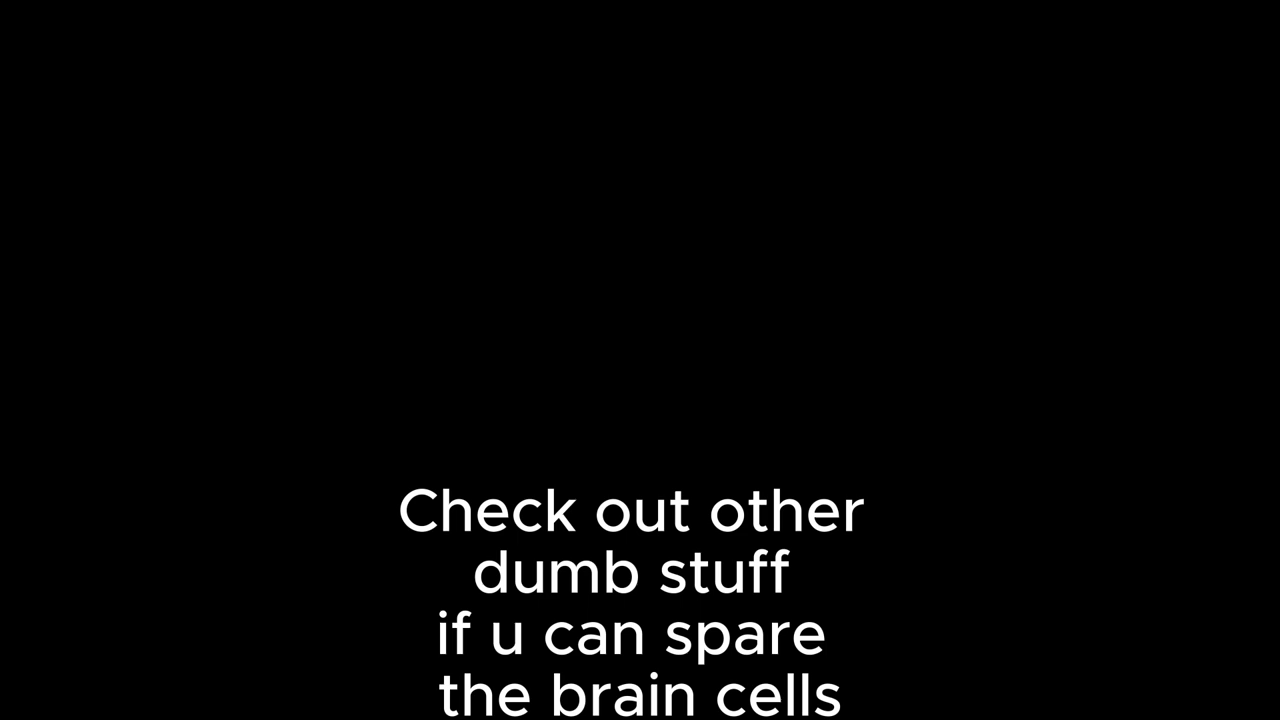 Check out other
dumb stuff
if u can spare
the brain cells